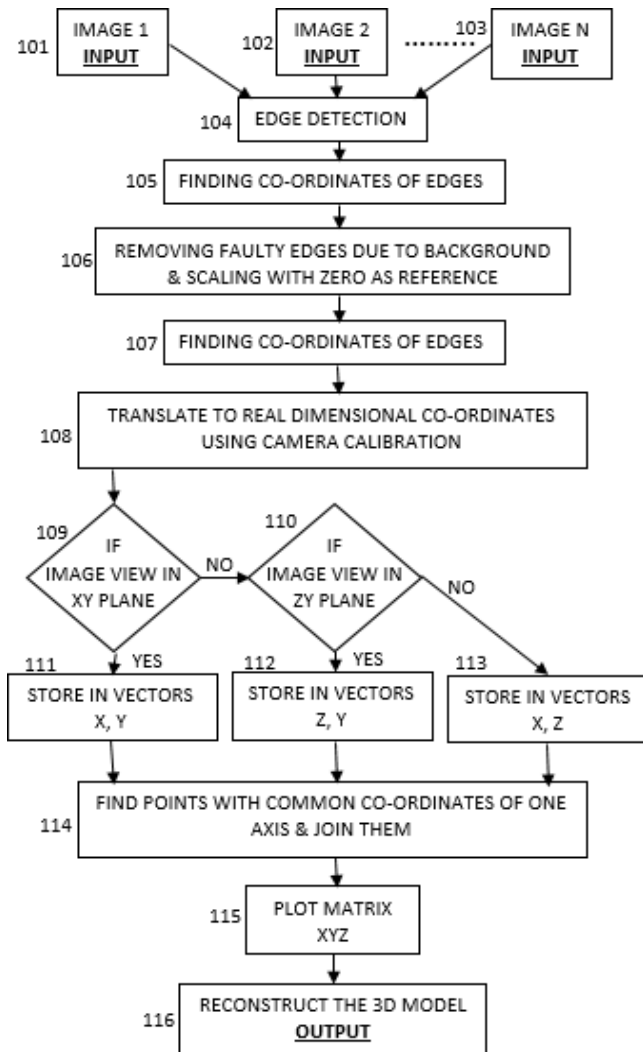 101
IMAGE 1
INPUT
102
IMAGE 2
INPUT
103
IMAGE N
INPUT
104
EDGE DETECTION
105
FINDING CO-ORDINATES OF EDGES
106
REMOVING FAULTY EDGES DUE TO BACKGROUND
& SCALING WITH ZERO AS REFERENCE
107
FINDING CO-ORDINATES OF EDGES
108
TRANSLATE TO REAL DIMENSIONAL CO-ORDINATES
USING CAMERA CALIBRATION
109
IF
IMAGE VIEW IN
XY PLANE
NO
110
IF
IMAGE VIEW IN
ZY PLANE
NO
111
YES
STORE IN VECTORS
X, Y
112
YES
STORE IN VECTORS
Z, Y
113
STORE IN VECTORS
X, Z
114
FIND POINTS WITH COMMON CO-ORDINATES OF ONE
AXIS & JOIN THEM
115
PLOT MATRIX
XYZ
116
RECONSTRUCT THE 3D MODEL
OUTPUT